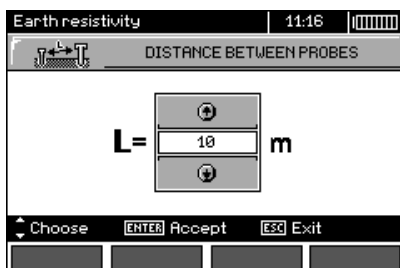 Earth resistivity 11:16
L
DISTANCE BETWEEN PROBES
L= 10 m
Choose ENTER Accept ESC Exit